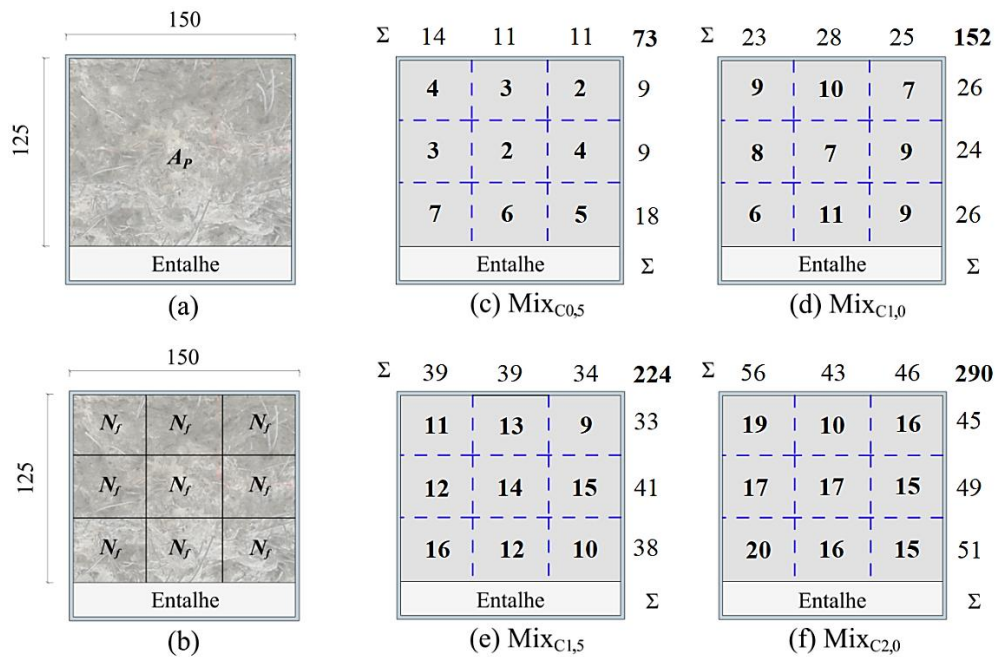 150
125
A_P
Entalhe
(a)
Σ 14 11 11 73
4 3 2 9
3 2 4 9
7 6 5 18
Entalhe Σ
(c) Mix_C0,5
Σ 23 28 25 152
9 10 7 26
8 7 9 24
6 11 9 26
Entalhe Σ
(d) Mix_C1,0
150
125
N_f N_f N_f
N_f N_f N_f
N_f N_f N_f
Entalhe
(b)
Σ 39 39 34 224
11 13 9 33
12 14 15 41
16 12 10 38
Entalhe Σ
(e) Mix_C1,5
Σ 56 43 46 290
19 10 16 45
17 17 15 49
20 16 15 51
Entalhe Σ
(f) Mix_C2,0